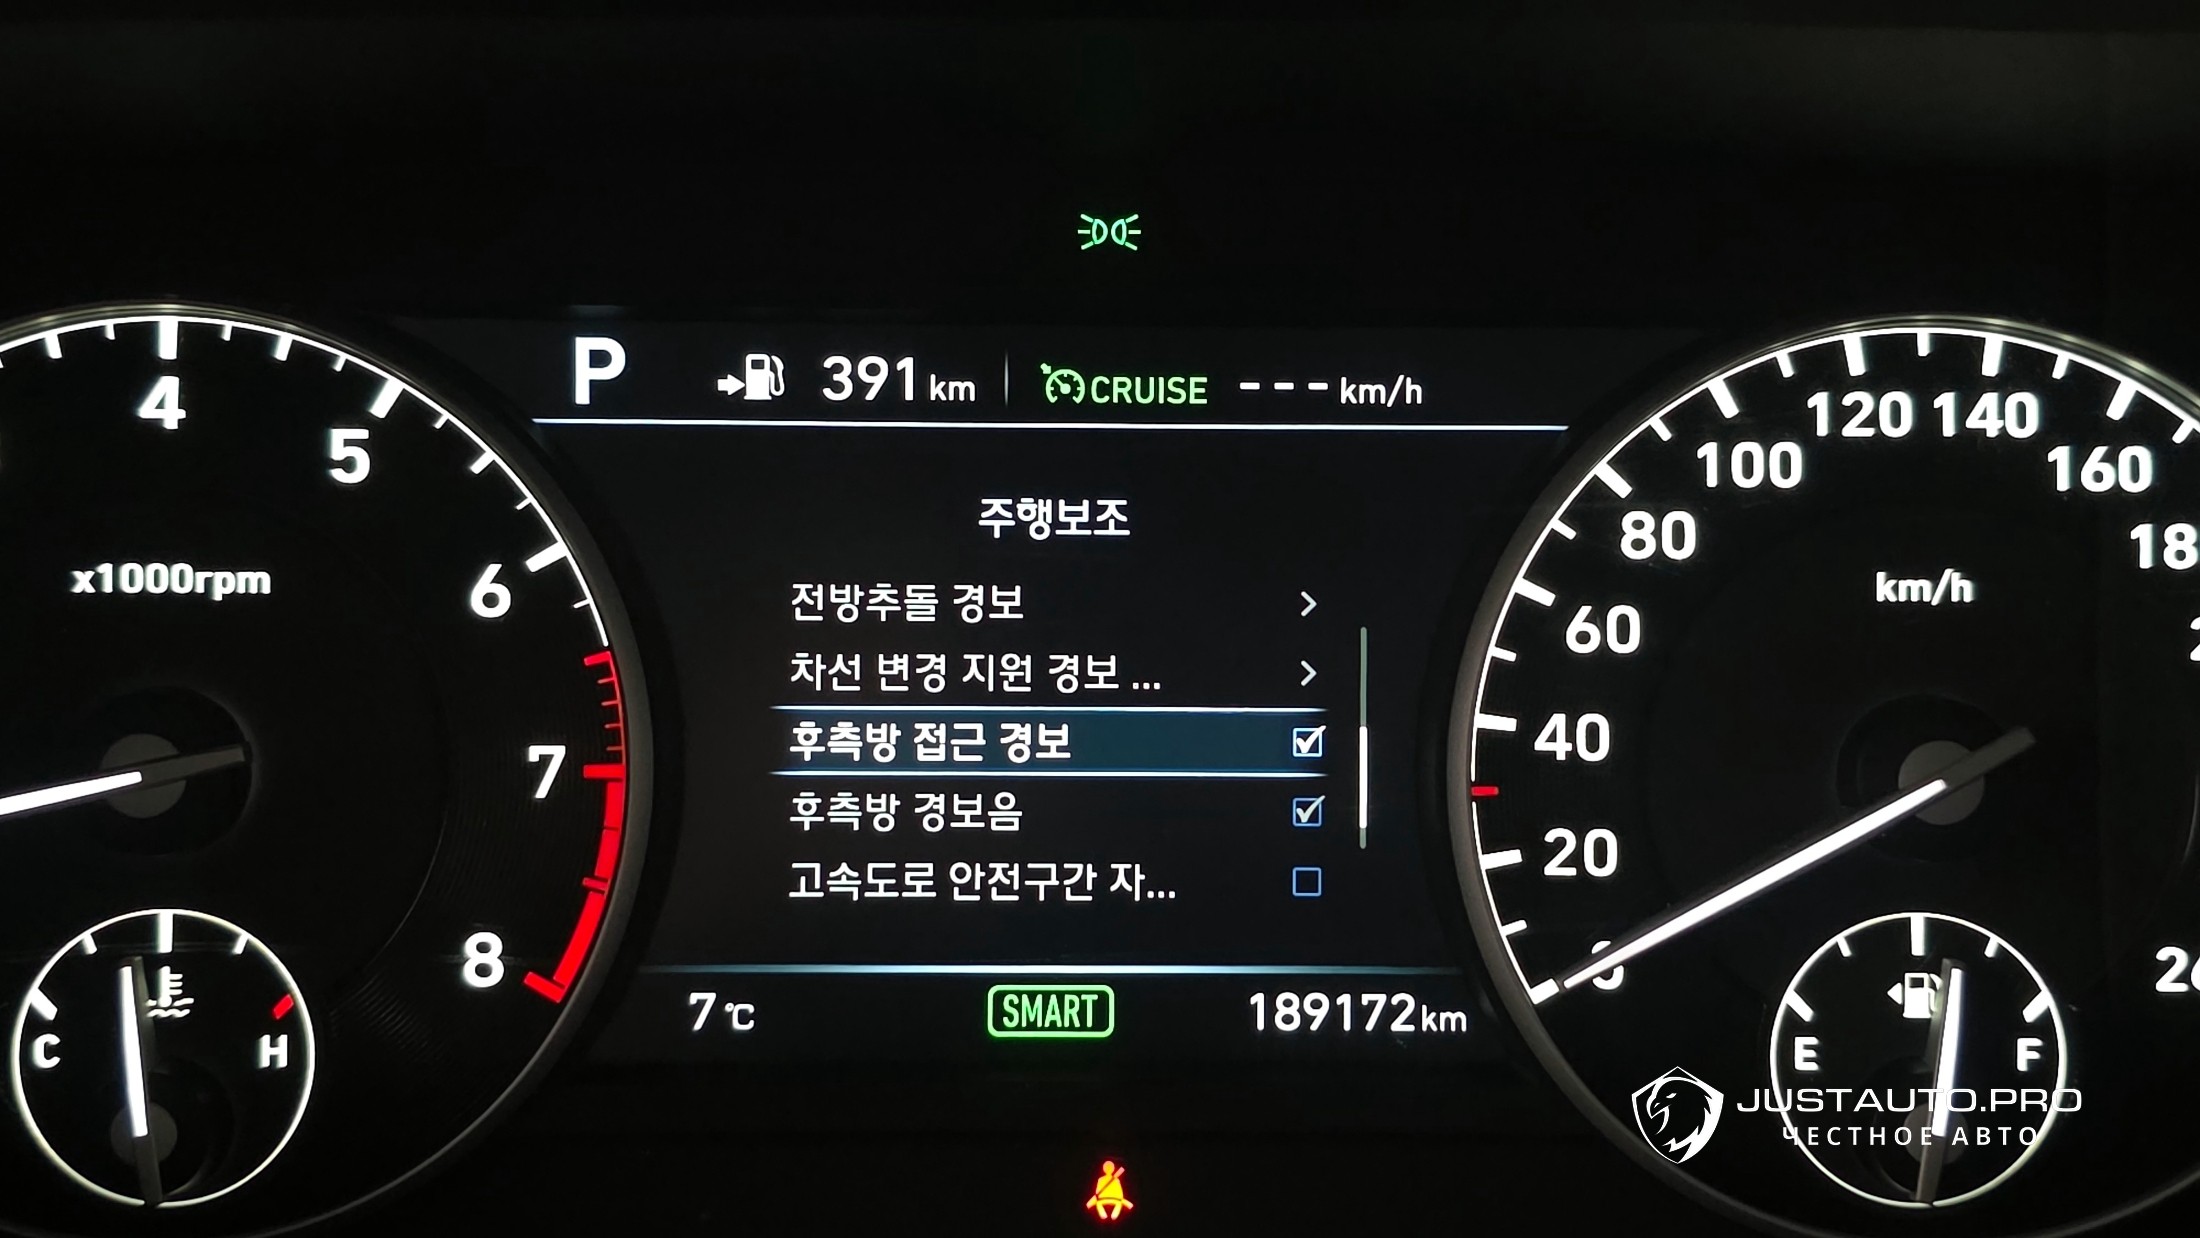 P 391 km CRUISE --- km/h
주행보조
전방추돌 경보
차선 변경 지원 경보 ...
후측방 접근 경보
후측방 경보음
고속도로 안전구간 자...
7 °C SMART 189172 km
4
5
6
7
8
x1000rpm
C H
20
40
60
80
100
120
140
160
km/h
E F
JUSTAUTO.PRO
ЧЕСТНОЕ АВТО